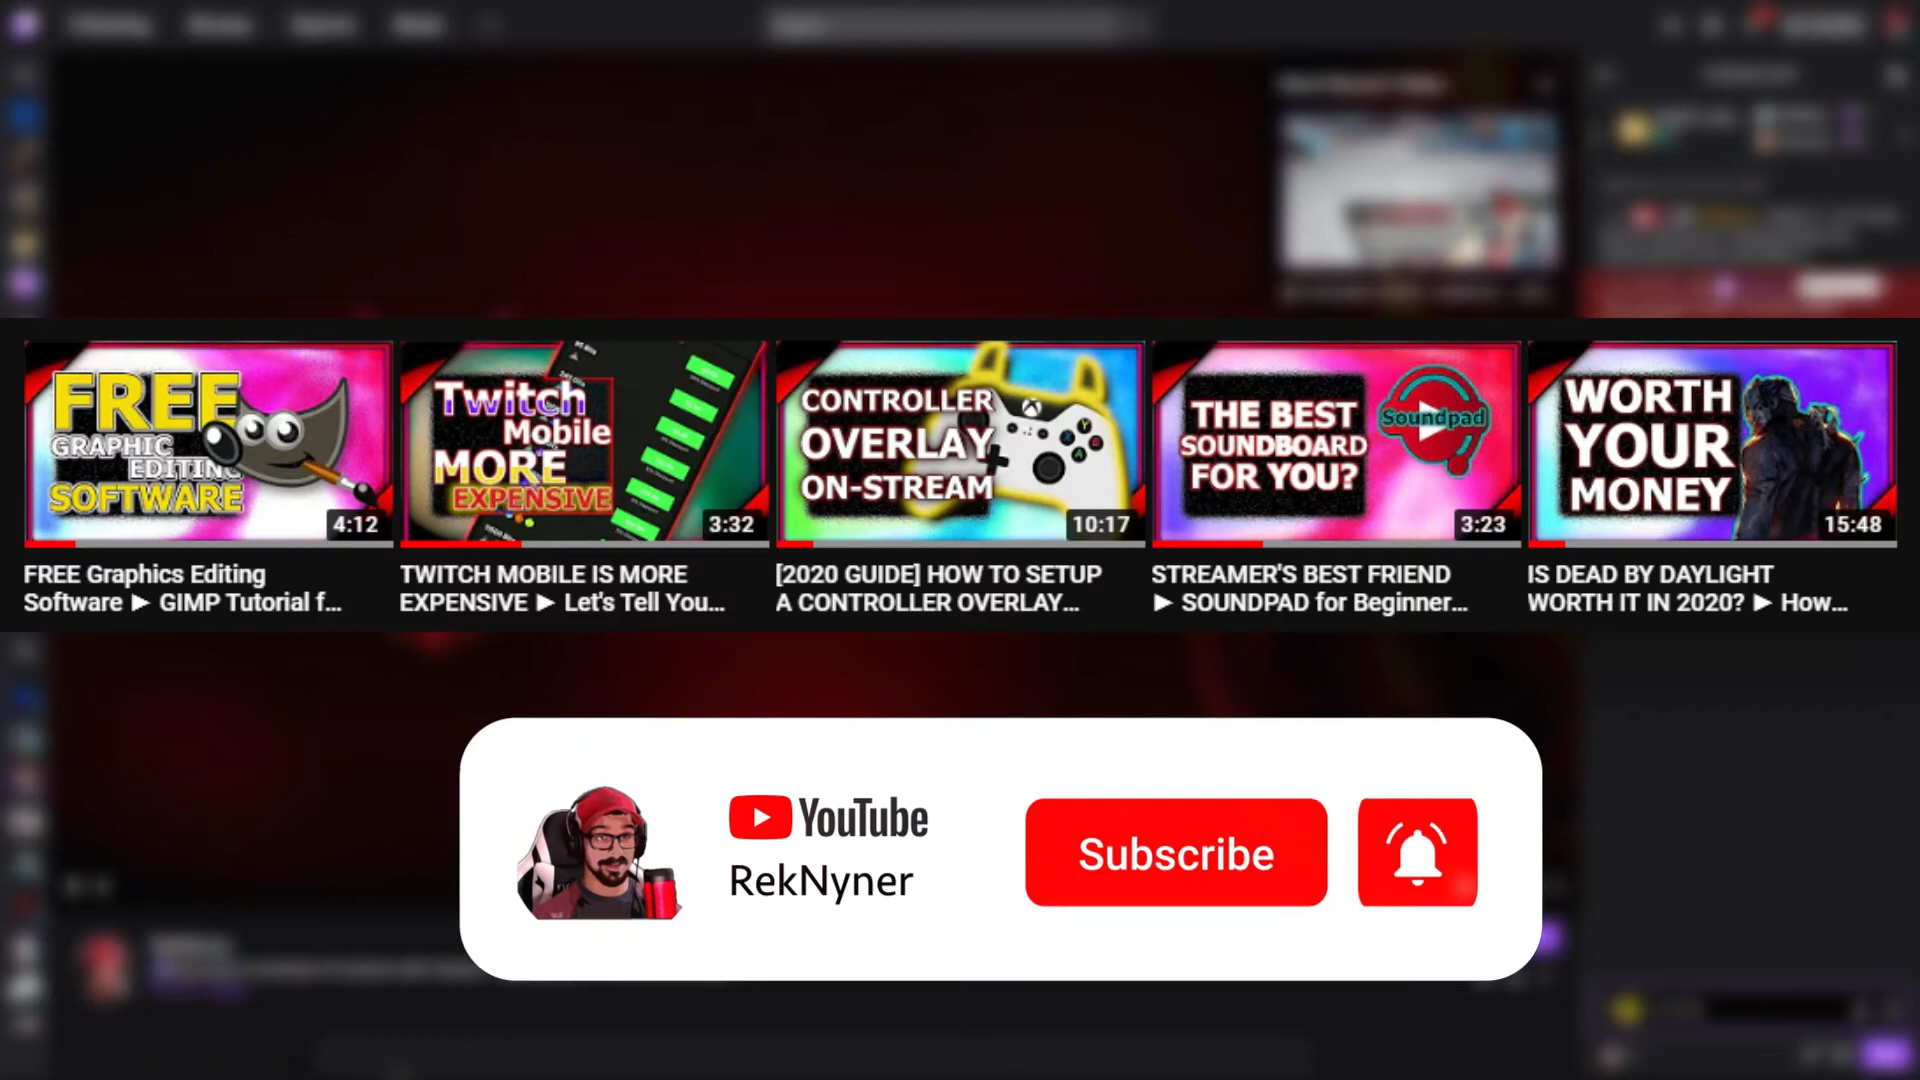 FREE
GRAPHIC
EDITING
SOFTWARE
4:12
FREE Graphics Editing
Software ► GIMP Tutorial f...
Twitch
Mobile
MORE
EXPENSIVE
3:32
TWITCH MOBILE IS MORE
EXPENSIVE ► Let's Tell You...
CONTROLLER
OVERLAY
ON-STREAM
10:17
[2020 GUIDE] HOW TO SETUP
A CONTROLLER OVERLAY...
THE BEST
SOUNDBOARD
FOR YOU?
Soundpad
3:23
STREAMER'S BEST FRIEND
► SOUNDPAD for Beginner...
WORTH
YOUR
MONEY
15:48
IS DEAD BY DAYLIGHT
WORTH IT IN 2020? ► How...
YouTube
RekNyner
Subscribe